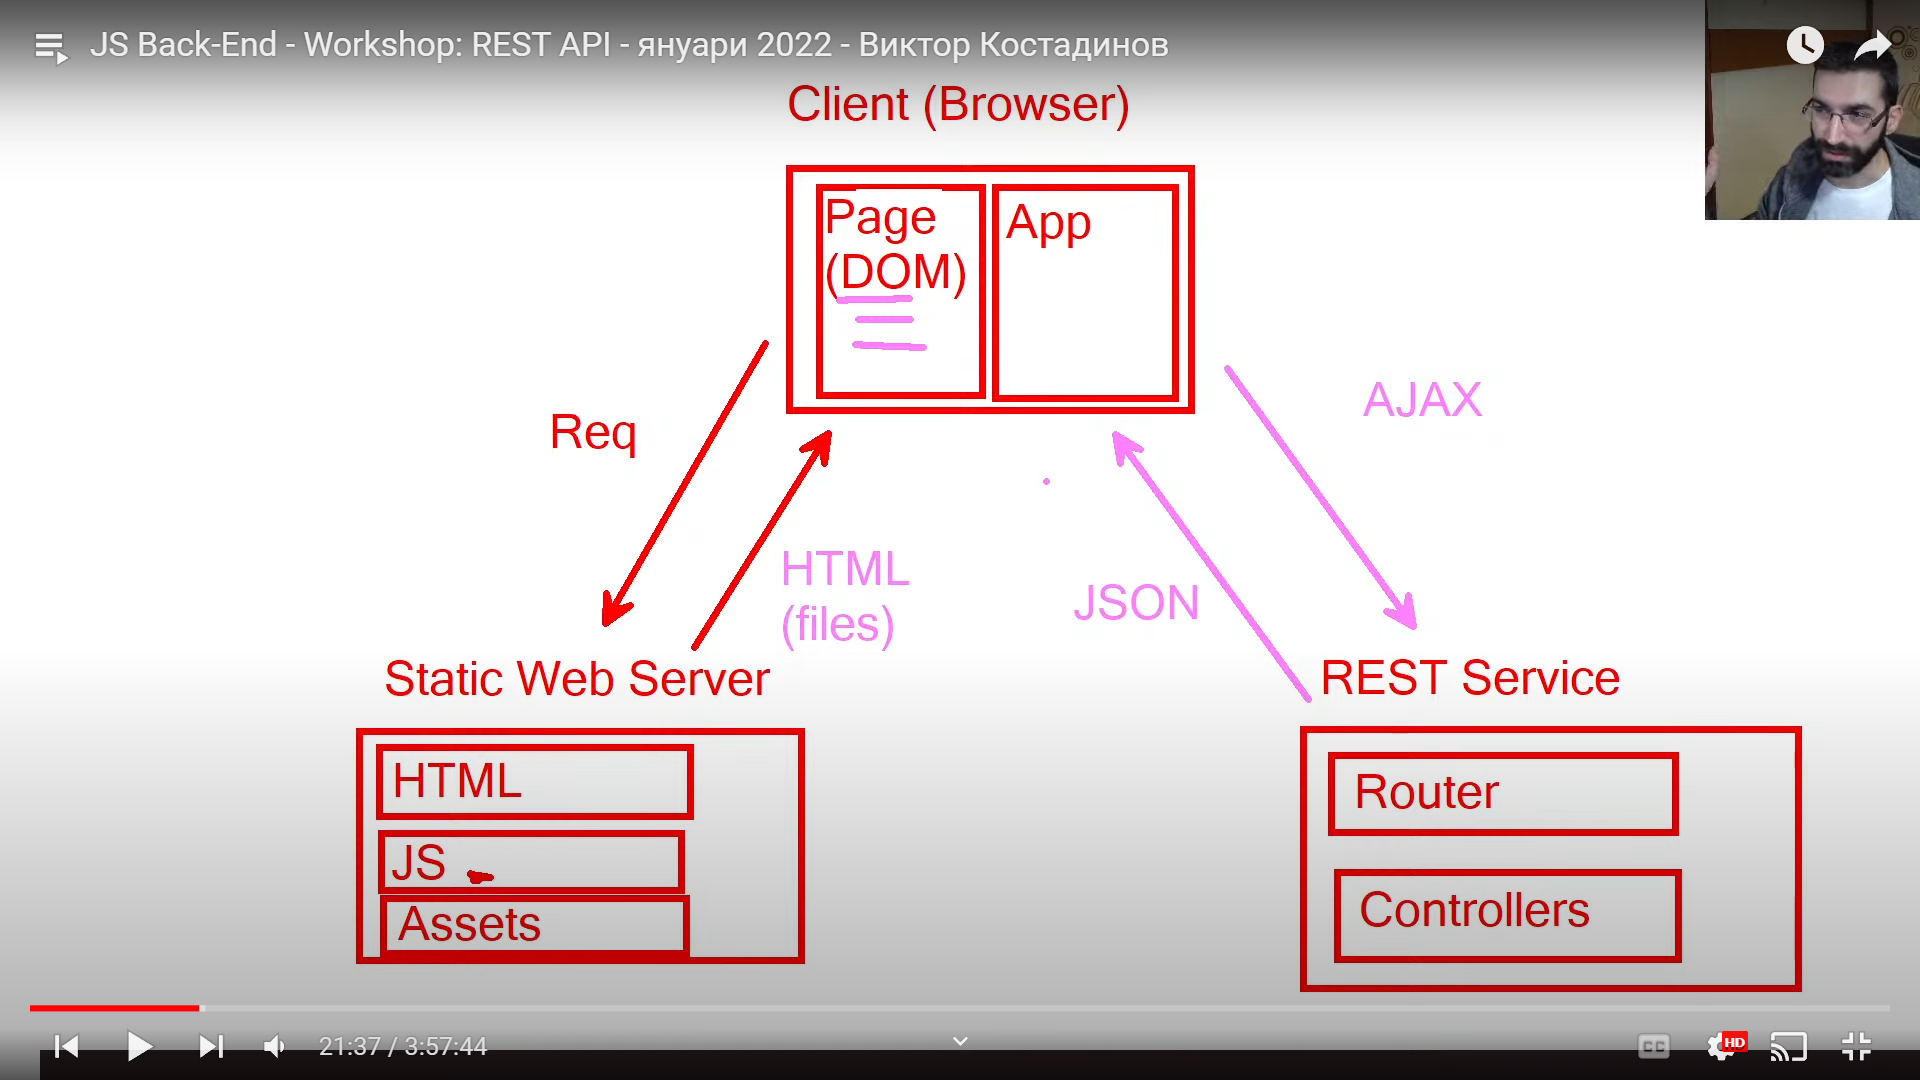 JS Back-End - Workshop: REST API - януари 2022 - Виктор Костадинов
Client (Browser)
Page
(DOM)
App
Req
AJAX
HTML
(files)
JSON
Static Web Server
REST Service
HTML
JS
Assets
Router
Controllers
21:37 / 3:57:44
CC
HD